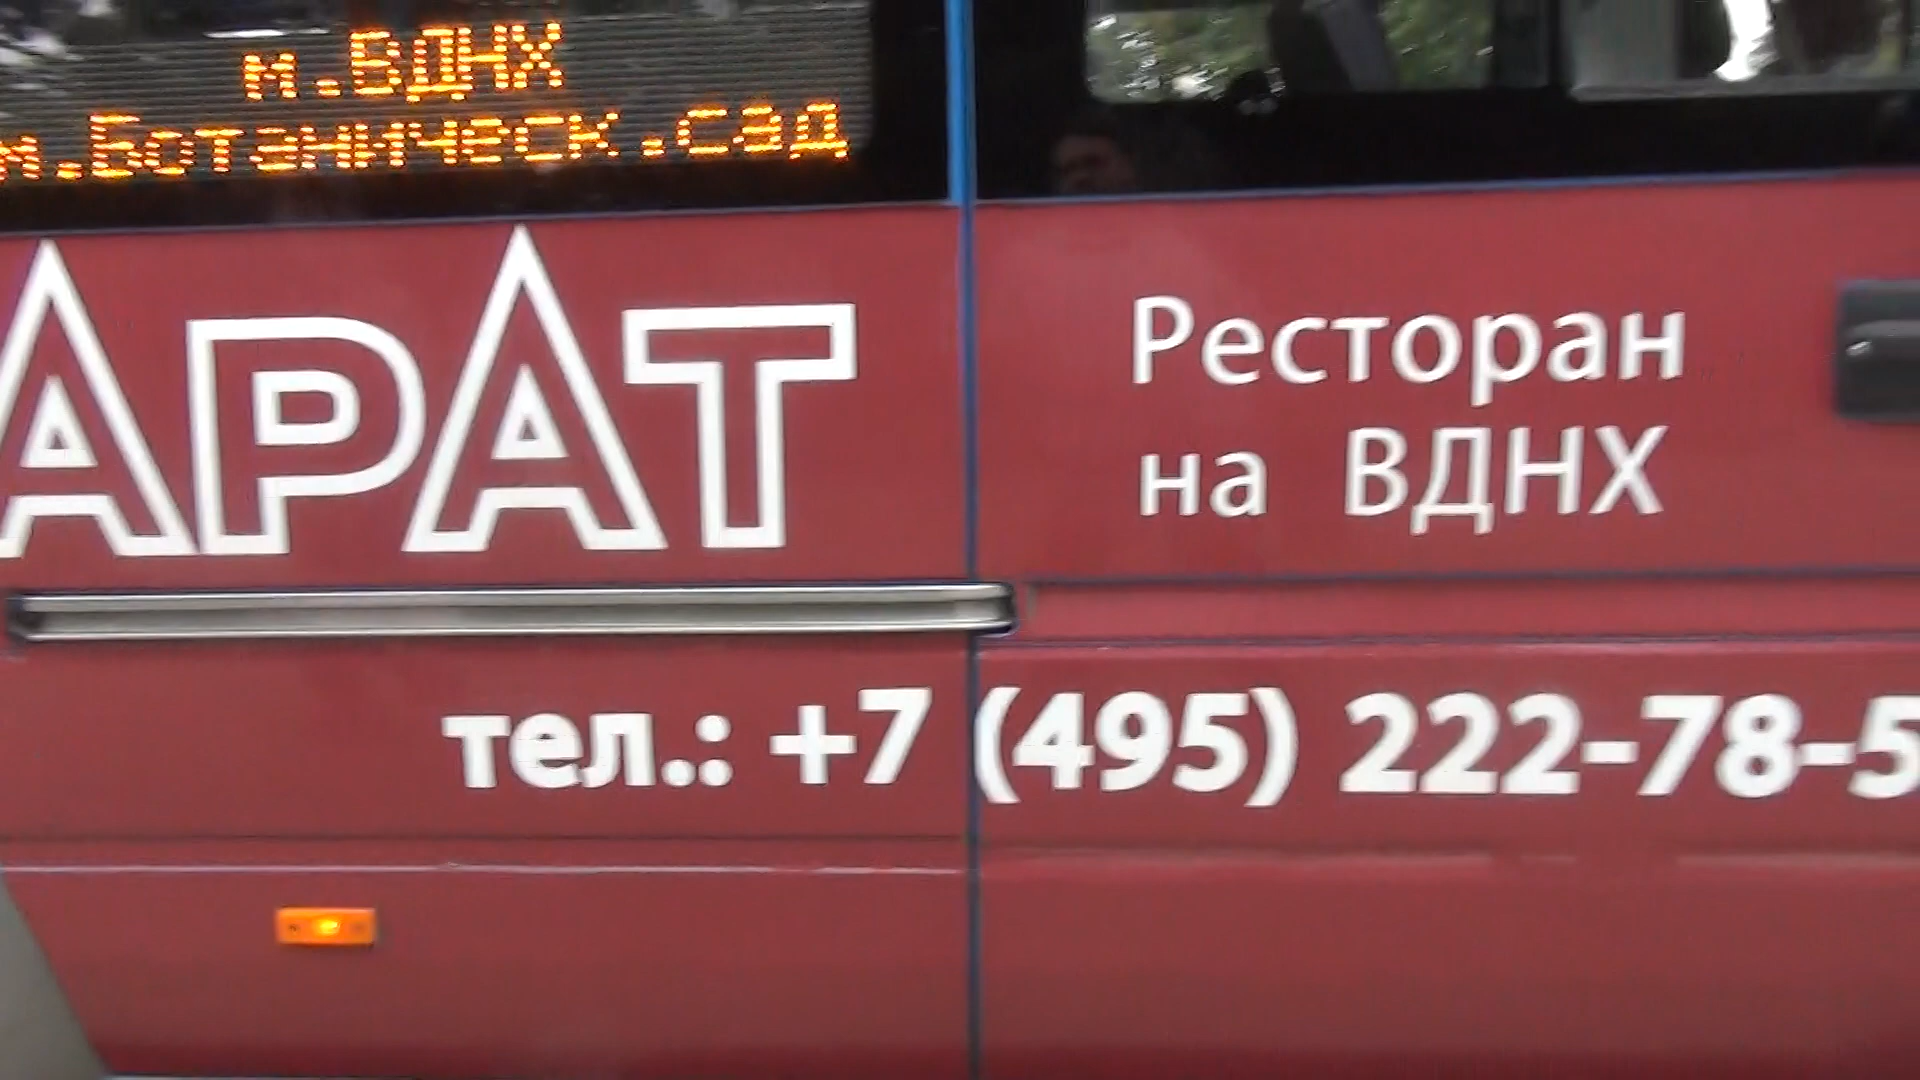 м.ВДНХ
м.Ботаническ.сад
АРАТ
Ресторан
на ВДНХ
тел.: +7 (495) 222-78-5